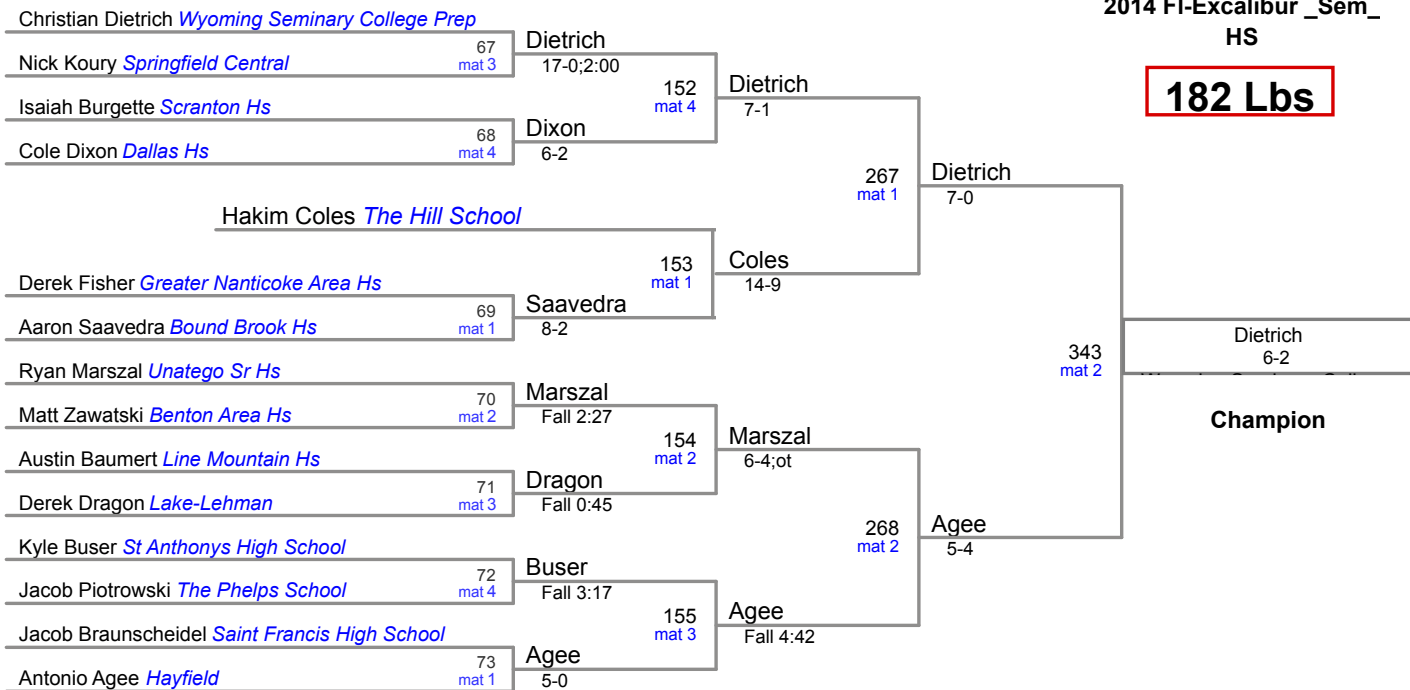 2014 FI-Excalibur _Sem_
HS
182 Lbs
Christian Dietrich Wyoming Seminary College Prep
67
mat 3
Nick Koury Springfield Central
Dietrich
17-0;2:00
Isaiah Burgette Scranton Hs
68
mat 4
Cole Dixon Dallas Hs
Dixon
6-2
152
mat 4
Dietrich
7-1
Hakim Coles The Hill School
Derek Fisher Greater Nanticoke Area Hs
69
mat 1
Aaron Saavedra Bound Brook Hs
Saavedra
8-2
153
mat 1
Coles
14-9
267
mat 1
Dietrich
7-0
Ryan Marszal Unatego Sr Hs
70
mat 2
Matt Zawatski Benton Area Hs
Marszal
Fall 2:27
Austin Baumert Line Mountain Hs
71
mat 3
Derek Dragon Lake-Lehman
Dragon
Fall 0:45
154
mat 2
Marszal
6-4;ot
Kyle Buser St Anthonys High School
72
mat 4
Jacob Piotrowski The Phelps School
Buser
Fall 3:17
Jacob Braunscheidel Saint Francis High School
73
mat 1
Antonio Agee Hayfield
Agee
5-0
155
mat 3
Agee
Fall 4:42
268
mat 2
Agee
5-4
343
mat 2
Dietrich
6-2
Champion